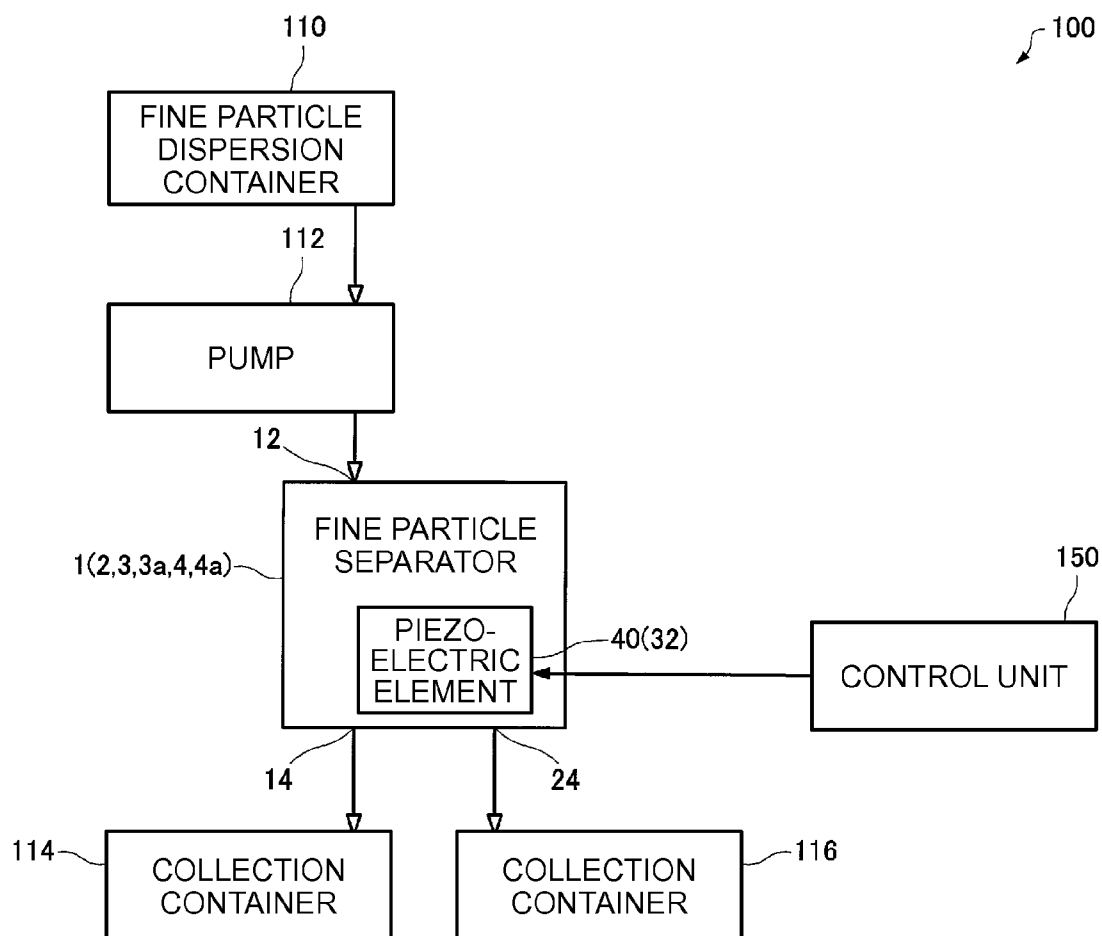 110
100
FINE PARTICLE
DISPERSION
CONTAINER
112
PUMP
12
FINE PARTICLE
SEPARATOR
1(2,3,3a,4,4a)
150
PIEZO-
ELECTRIC
ELEMENT
40(32)
CONTROL UNIT
14
24
114
COLLECTION
CONTAINER
COLLECTION
CONTAINER
116